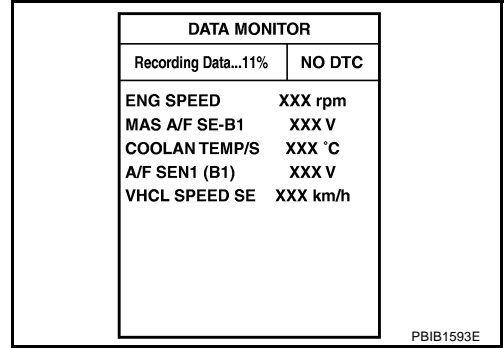 DATA MONITOR
Recording Data...11% NO DTC
ENG SPEED XXX rpm
MAS A/F SE-B1 XXX V
COOLAN TEMP/S XXX °C
A/F SEN1 (B1) XXX V
VHCL SPEED SE XXX km/h
PBIB1593E